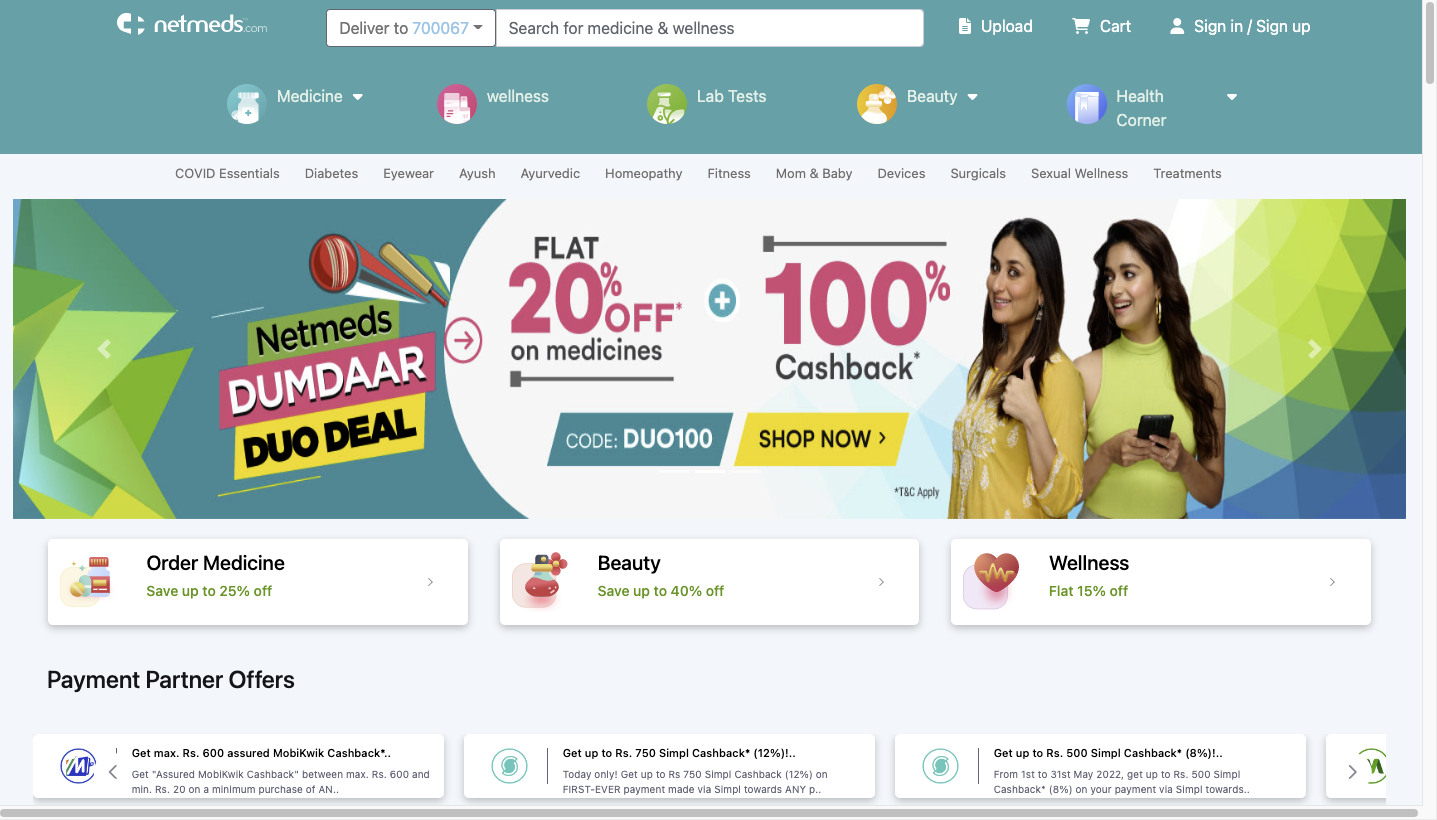 netmeds.com
Deliver to 700067
Search for medicine & wellness
Upload
Cart
Sign in / Sign up
Medicine
wellness
Lab Tests
Beauty
Health
Corner
COVID Essentials
Diabetes
Eyewear
Ayush
Ayurvedic
Homeopathy
Fitness
Mom & Baby
Devices
Surgicals
Sexual Wellness
Treatments
Netmeds
DUMDAAR
DUO DEAL
FLAT
20% OFF*
on medicines
100%
Cashback*
CODE: DUO100
SHOP NOW >
*T&C Apply
Order Medicine
Save up to 25% off
Beauty
Save up to 40% off
Wellness
Flat 15% off
Payment Partner Offers
Get max. Rs. 600 assured MobiKwik Cashback*..
Get "Assured MobiKwik Cashback" between max. Rs. 600 and
min. Rs. 20 on a minimum purchase of AN..
Get up to Rs. 750 Simpl Cashback* (12%)!..
Today only! Get up to Rs 750 Simpl Cashback (12%) on
FIRST-EVER payment mede via Simpl towards ANY p..
Get up to Rs. 500 Simpl Cashback* (8%)!..
From 1st to 31st May 2022, get up to Rs. 500 Simpl
Cashback* (8%) on your payment via Simpl towards..